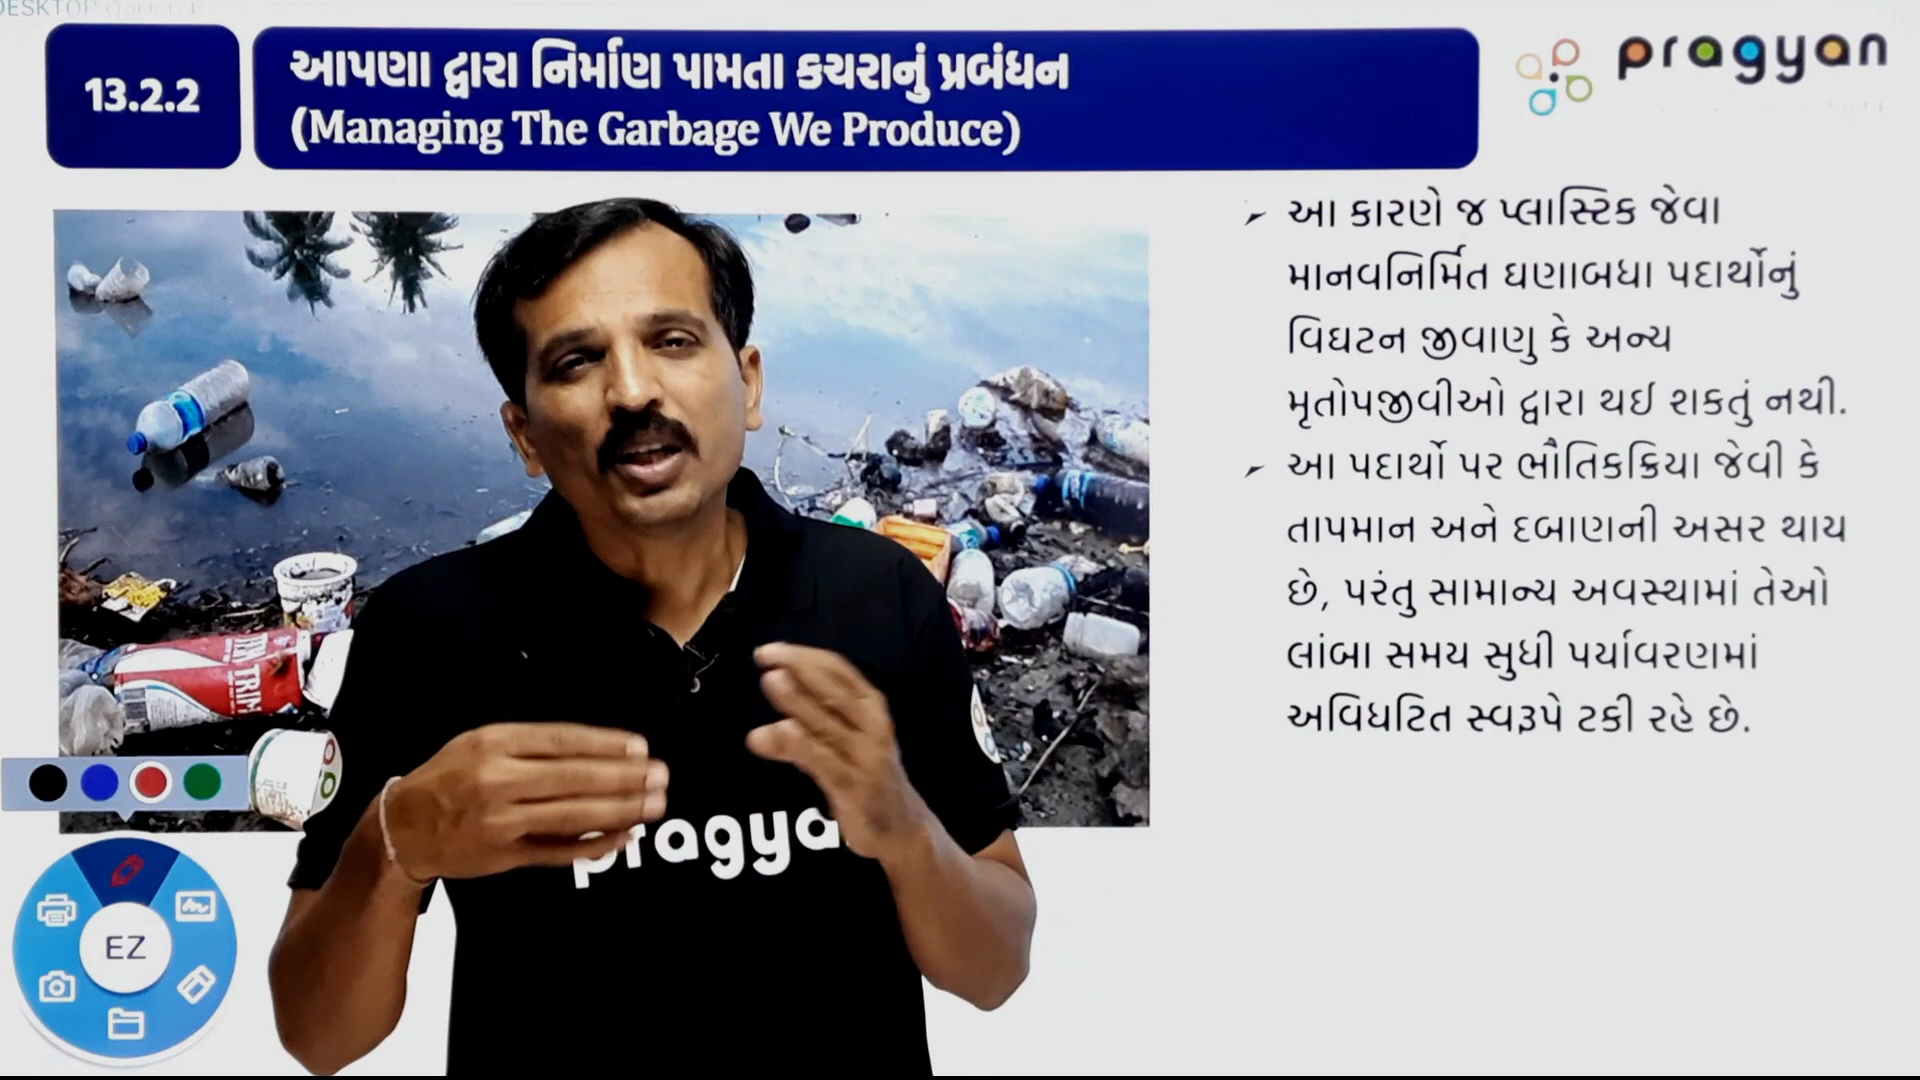 13.2.2
આપણા દ્વારા નિર્માણ પામતા કચરાનું પ્રબંધન
(Managing The Garbage We Produce)
pragyan
આ કારણે જ પ્લાસ્ટિક જેવા
માનવનિર્મિત ઘણાબધા પદાર્થોનું
વિઘટન જીવાણુ કે અન્ય
મૃતોપજીવીઓ દ્વારા થઇ શકતું નથી.
આ પદાર્થો પર ભૌતિકક્રિયા જેવી કે
તાપમાન અને દબાણની અસર થાય
છે, પરંતુ સામાન્ય અવસ્થામાં તેઓ
લાંબા સમય સુધી પર્યાવરણમાં
અવિઘટિત સ્વરૂપે ટકી રહે છે.
TRIM
pragyan
EZ